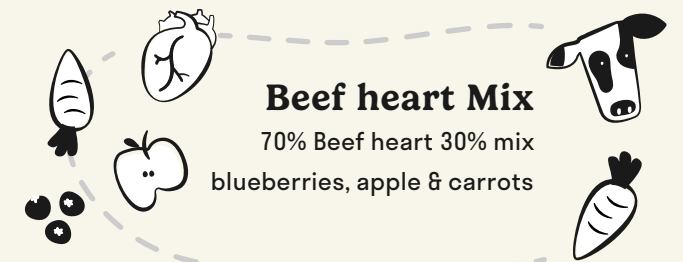 Beef heart Mix
70% Beef heart 30% mix
blueberries, apple & carrots